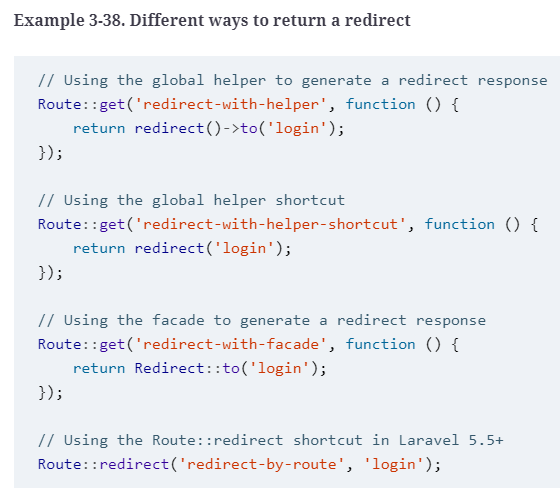 Example 3-38. Different ways to return a redirect
// Using the global helper to generate a redirect response
Route::get('redirect-with-helper', function () {
    return redirect()->to('login');
});
// Using the global helper shortcut
Route::get('redirect-with-helper-shortcut', function () {
    return redirect('login');
});
// Using the facade to generate a redirect response
Route::get('redirect-with-facade', function () {
    return Redirect::to('login');
});
// Using the Route::redirect shortcut in Laravel 5.5+
Route::redirect('redirect-by-route', 'login');